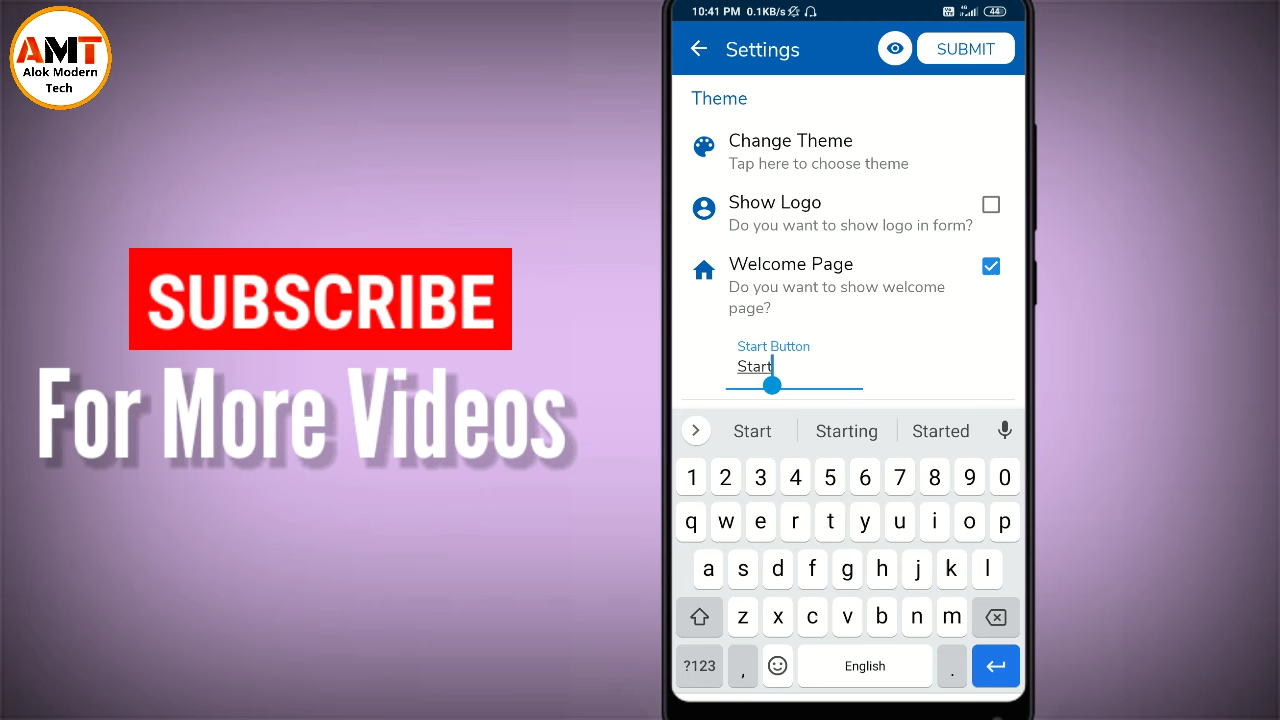 AMT
Alok Modern
Tech
SUBSCRIBE
For More Videos
10:41 PM 0.1KB/s 44
Settings SUBMIT
Theme
Change Theme
Tap here to choose theme
Show Logo
Do you want to show logo in form?
Welcome Page
Do you want to show welcome
page?
Start Button
Start
Start Starting Started
1 2 3 4 5 6 7 8 9 0
q w e r t y u i o p
a s d f g h j k l
z x c v b n m
?123 , English .